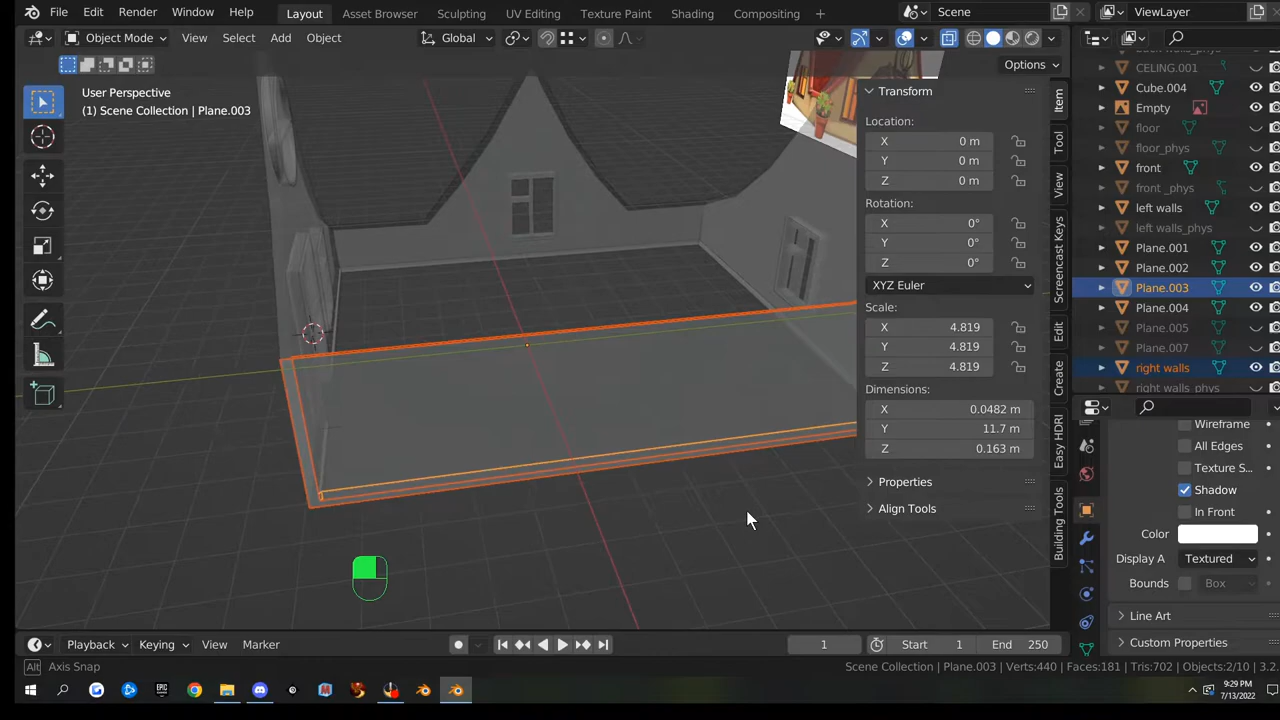 File Edit Render Window Help Layout Asset Browser Sculpting UV Editing Texture Paint Shading Compositing Scene ViewLayer
Object Mode View Select Add Object Global
Options
User Perspective
(1) Scene Collection | Plane.003
Transform
Location:
X 0 m
Y 0 m
Z 0 m
Rotation:
X 0°
Y 0°
Z 0°
XYZ Euler
Scale:
X 4.819
Y 4.819
Z 4.819
Dimensions:
X 0.0482 m
Y 11.7 m
Z 0.163 m
Properties
Align Tools
Item
Tool
View
Screencast Keys
Edit
Create
Easy HDRI
Building Tools
CELING.001
Cube.004
Empty
floor
floor_phys
front
front _phys
left walls
left walls_phys
Plane.001
Plane.002
Plane.003
Plane.004
Plane.005
Plane.007
right walls
right walls phys
Wireframe
All Edges
Texture S...
Shadow
In Front
Color
Display A Textured
Bounds Box
Line Art
Custom Properties
Playback Keying View Marker 1 Start 1 End 250
Alt Axis Snap Scene Collection | Plane.003 | Verts:440 | Faces:181 | Tris:702 | Objects:2/10 | 3.2.
9:29 PM
7/13/2022